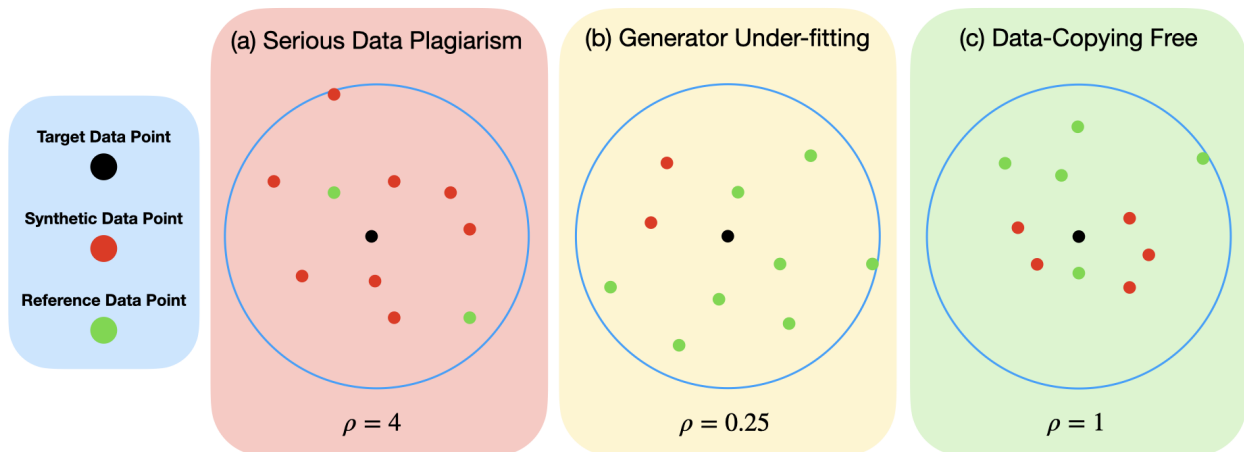 (a) Serious Data Plagiarism
(b) Generator Under-fitting
(c) Data-Copying Free
Target Data Point
Synthetic Data Point
Reference Data Point
ρ = 4
ρ = 0.25
ρ = 1